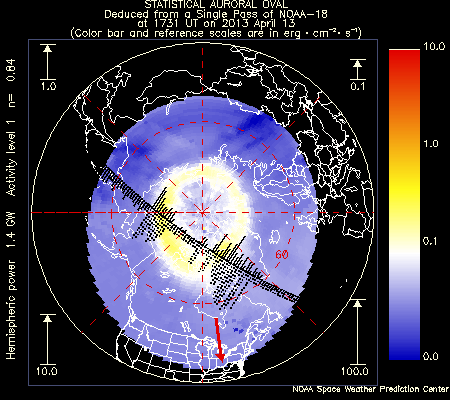 STATISTICAL AURORAL OVAL
Deduced from a Single Pass of NOAA-18
at 1731 UT on 2013 April 13
(Color bar and reference scales are in erg·cm⁻²·s⁻¹)
Hemispheric power 1.4 GW Activity level 1 n= 0.84
1.0
0.1
10.0
100.0
60
10.0
1.0
0.1
0.0
NOAA Space Weather Prediction Center